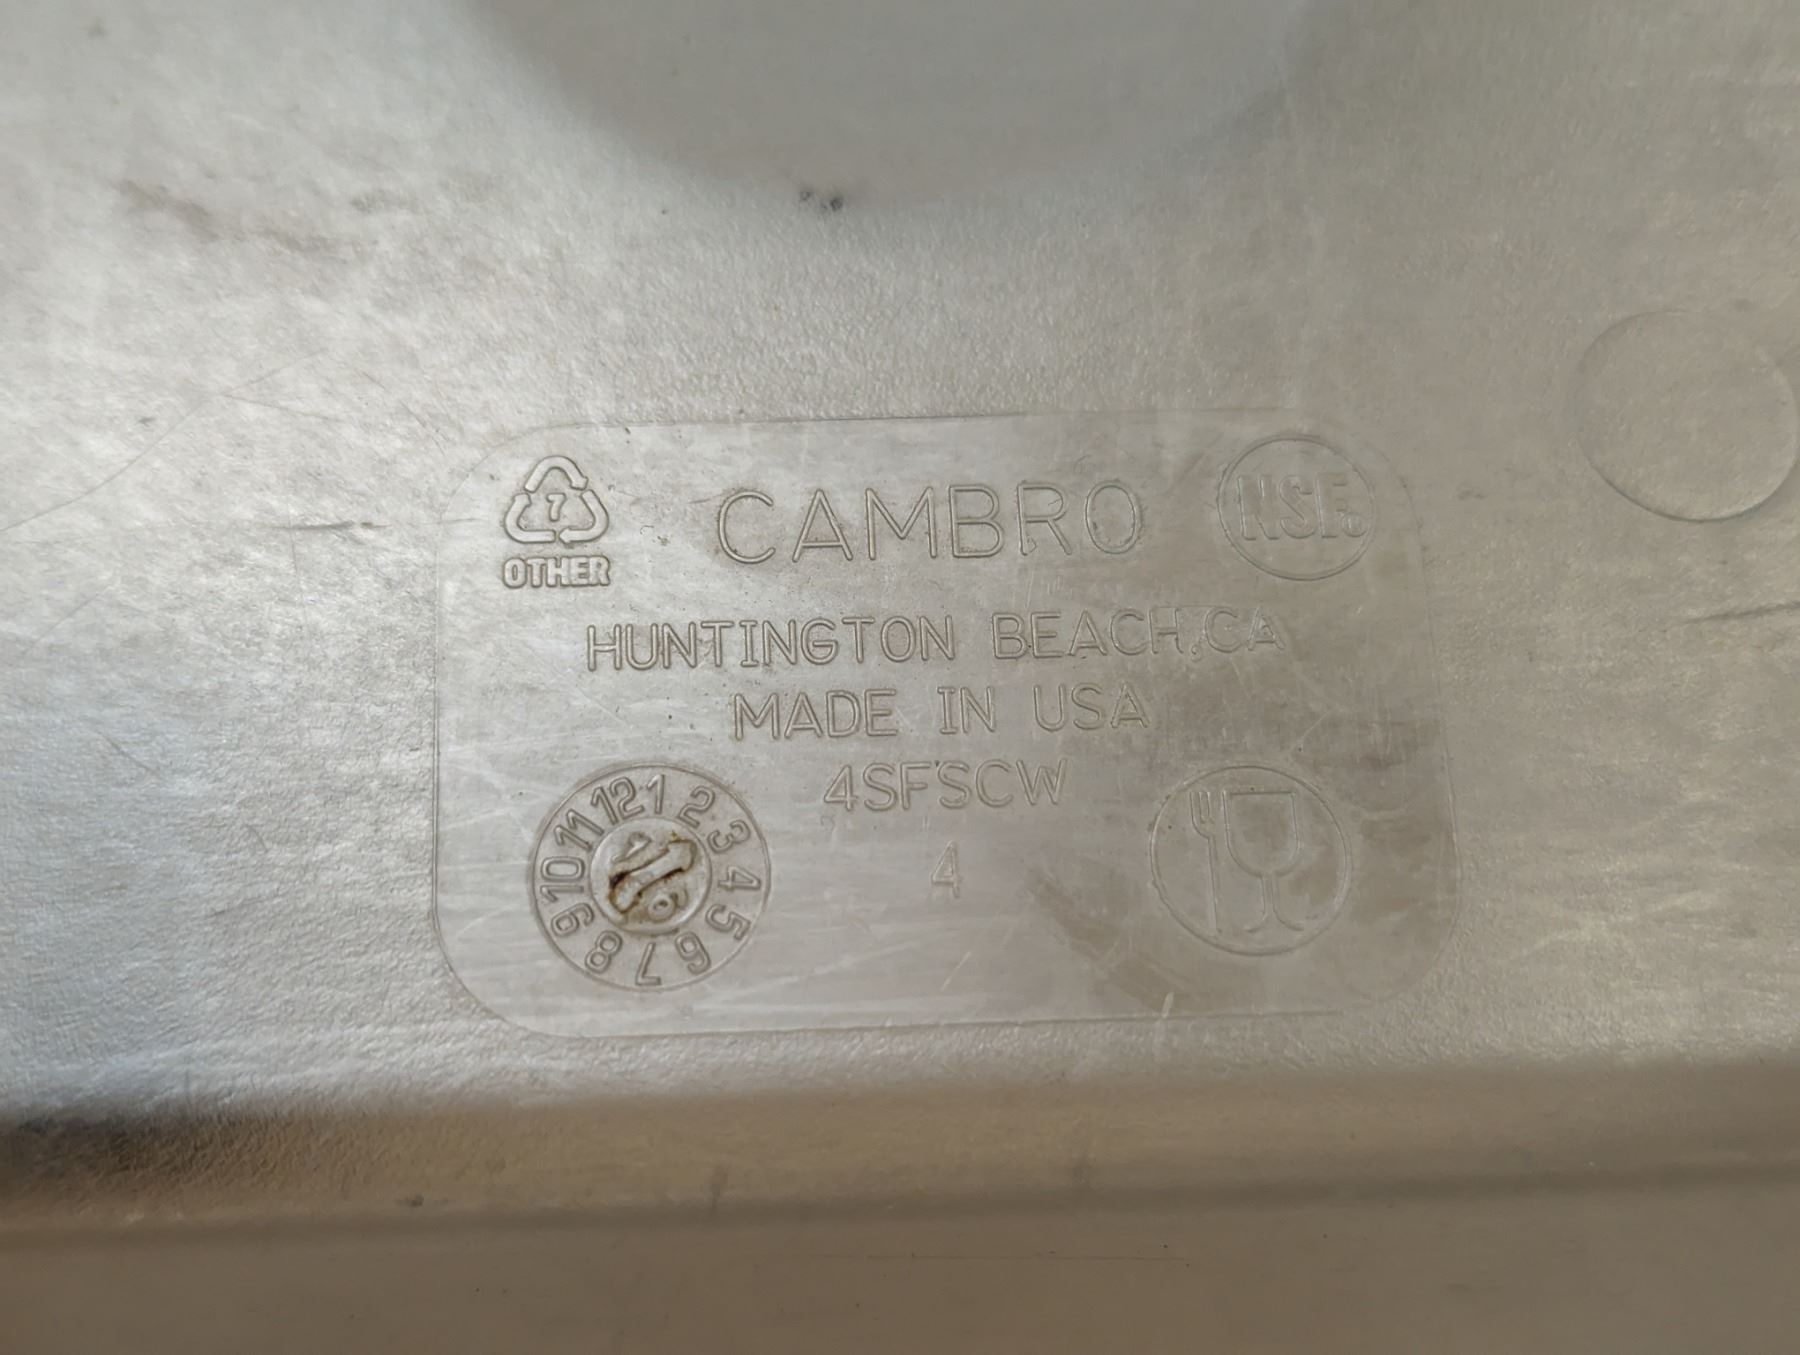 7
OTHER
CAMBRO
NSF®
HUNTINGTON BEACH, CA
MADE IN USA
4SFSCW
4
12 1 2 3 4 5 6 7 8 9 10 11